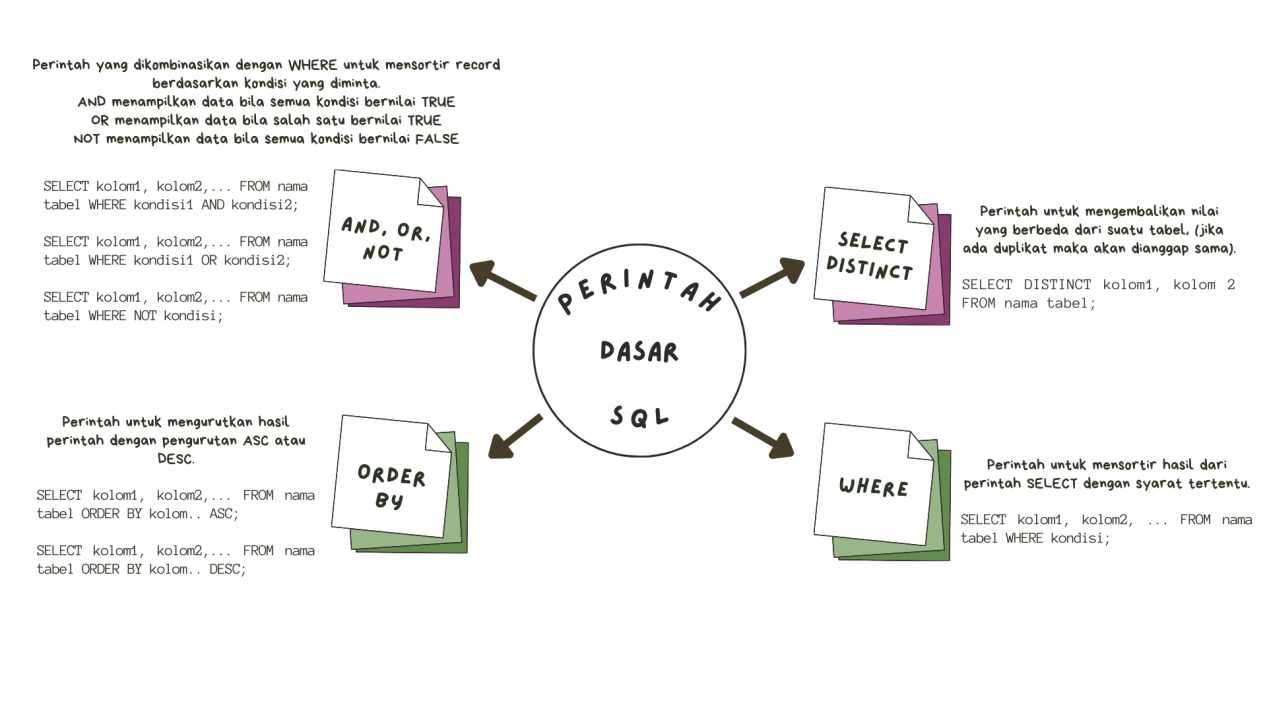 Perintah yang dikombinasikan dengan WHERE untuk mensortir record
berdasarkan kondisi yang diminta.
AND menampilkan data bila semua kondisi bernilai TRUE
OR menampilkan data bila salah satu bernilai TRUE
NOT menampilkan data bila semua kondisi bernilai FALSE
SELECT kolom1, kolom2,... FROM nama
tabel WHERE kondisi1 AND kondisi2;
SELECT kolom1, kolom2,... FROM nama
tabel WHERE kondisi1 OR kondisi2;
SELECT kolom1, kolom2,... FROM nama
tabel WHERE NOT kondisi;
AND, OR,
NOT
PERINTAH
DASAR
SQL
SELECT
DISTINCT
Perintah untuk mengembalikan nilai
yang berbeda dari suatu tabel, (jika
ada duplikat maka akan dianggap sama).
SELECT DISTINCT kolom1, kolom 2
FROM nama tabel;
Perintah untuk mengurutkan hasil
perintah dengan pengurutan ASC atau
DESC.
SELECT kolom1, kolom2,... FROM nama
tabel ORDER BY kolom.. ASC;
SELECT kolom1, kolom2,... FROM nama
tabel ORDER BY kolom.. DESC;
ORDER
BY
WHERE
Perintah untuk mensortir hasil dari
perintah SELECT dengan syarat tertentu.
SELECT kolom1, kolom2, ... FROM nama
tabel WHERE kondisi;